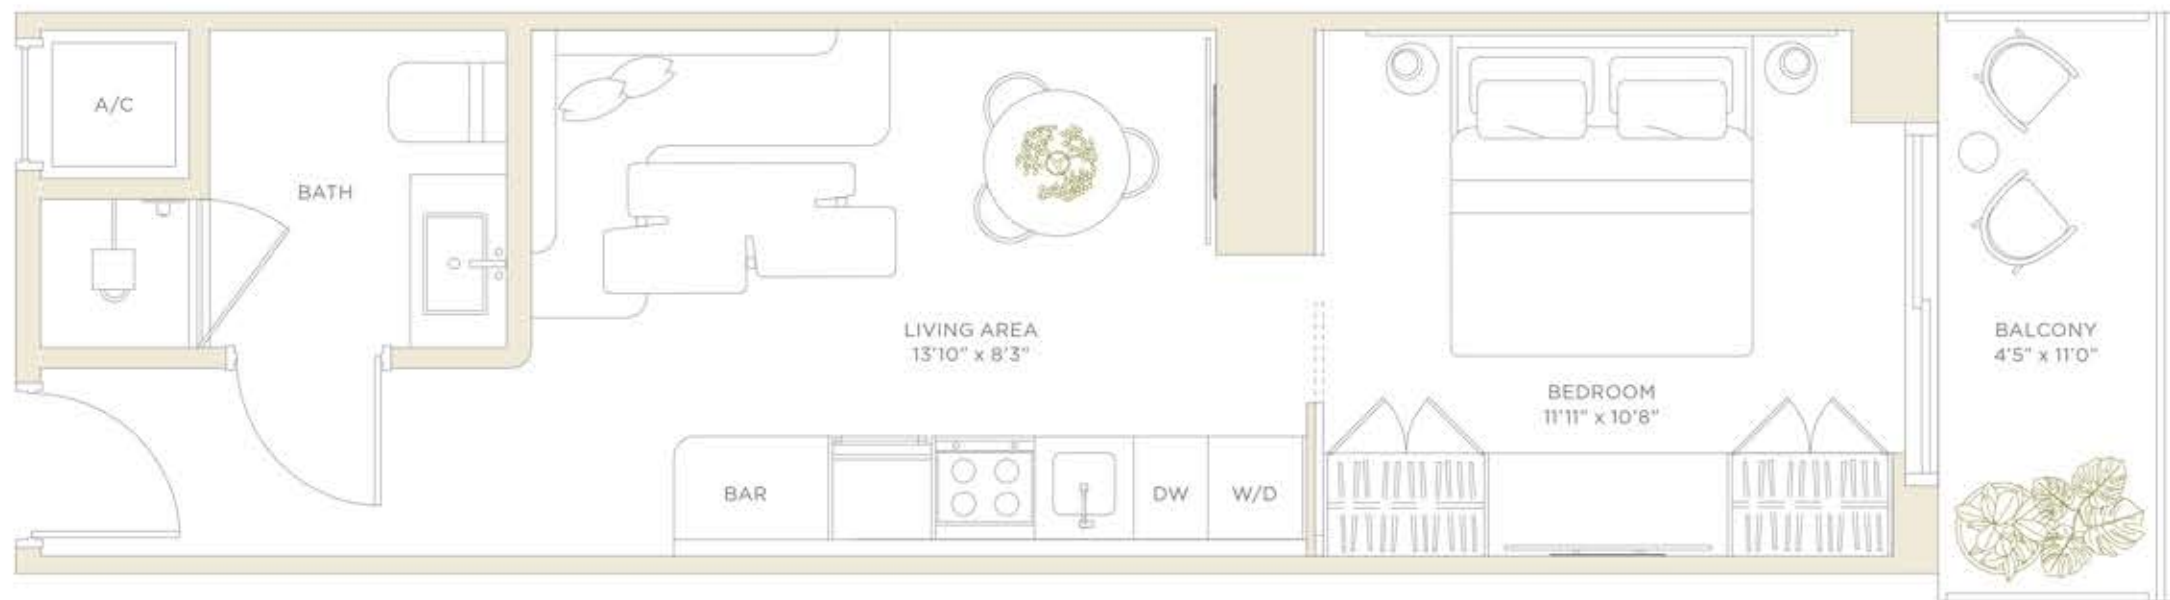 A/C
BATH
LIVING AREA
13'10" x 8'3"
BEDROOM
11'11" x 10'8"
BALCONY
4'5" x 11'0"
BAR
DW
W/D